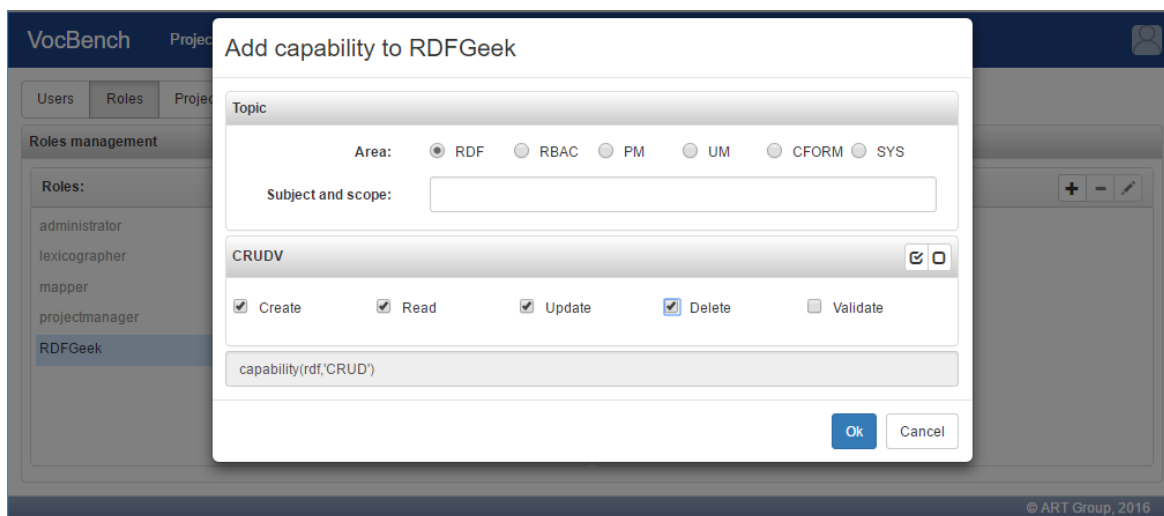 VocBench Projec
Add capability to RDFGeek
Users Roles Projec
Topic
Roles management
Area: RDF RBAC PM UM CFORM SYS
Roles:
Subject and scope:
administrator
lexicographer
CRUDV
mapper
Create Read Update Delete Validate
projectmanager
RDFGeek
capability(rdf,'CRUD')
Ok Cancel
© ART Group, 2016